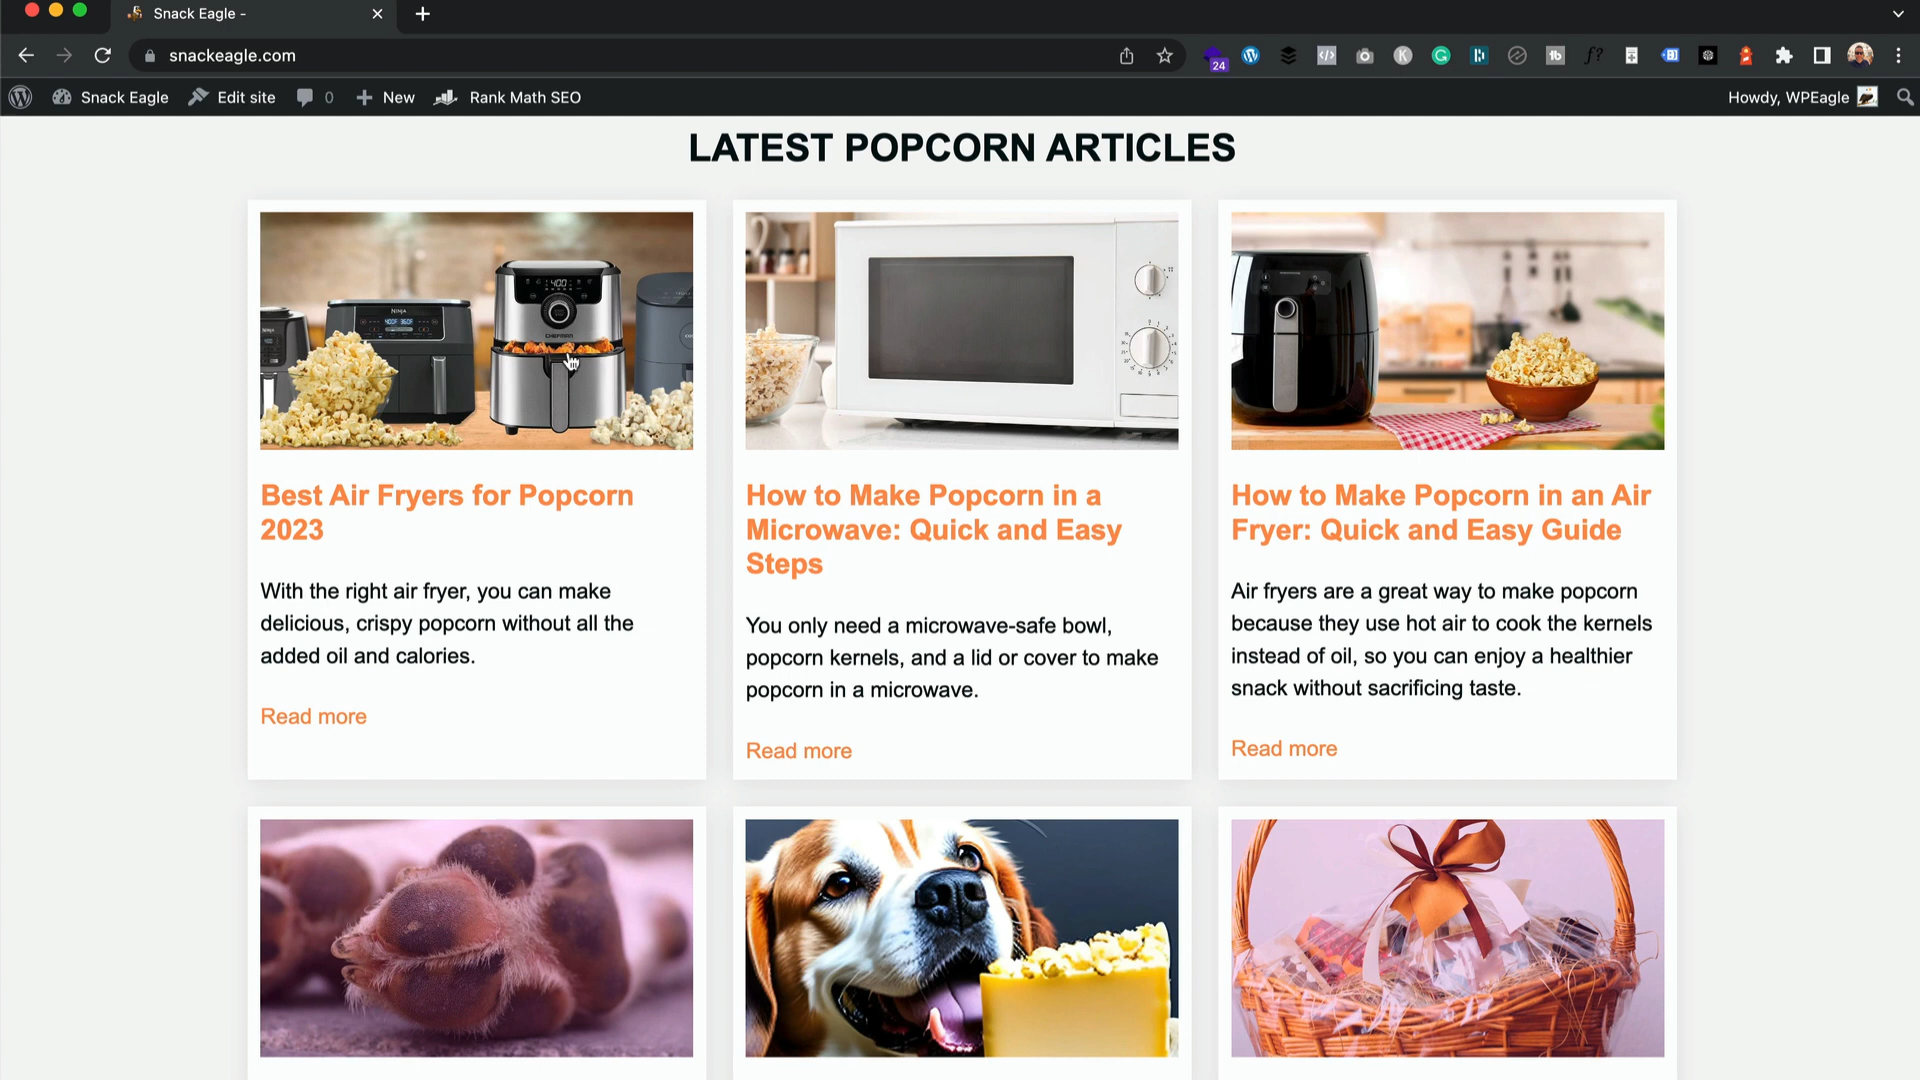 Snack Eagle -
snackeagle.com
24
Snack Eagle
Edit site
0
New
Rank Math SEO
Howdy, WPEagle
LATEST POPCORN ARTICLES
NINJA
400F 360F
400
CHEFMAN
Best Air Fryers for Popcorn
2023
With the right air fryer, you can make
delicious, crispy popcorn without all the
added oil and calories.
Read more
How to Make Popcorn in a
Microwave: Quick and Easy
Steps
You only need a microwave-safe bowl,
popcorn kernels, and a lid or cover to make
popcorn in a microwave.
Read more
How to Make Popcorn in an Air
Fryer: Quick and Easy Guide
Air fryers are a great way to make popcorn
because they use hot air to cook the kernels
instead of oil, so you can enjoy a healthier
snack without sacrificing taste.
Read more